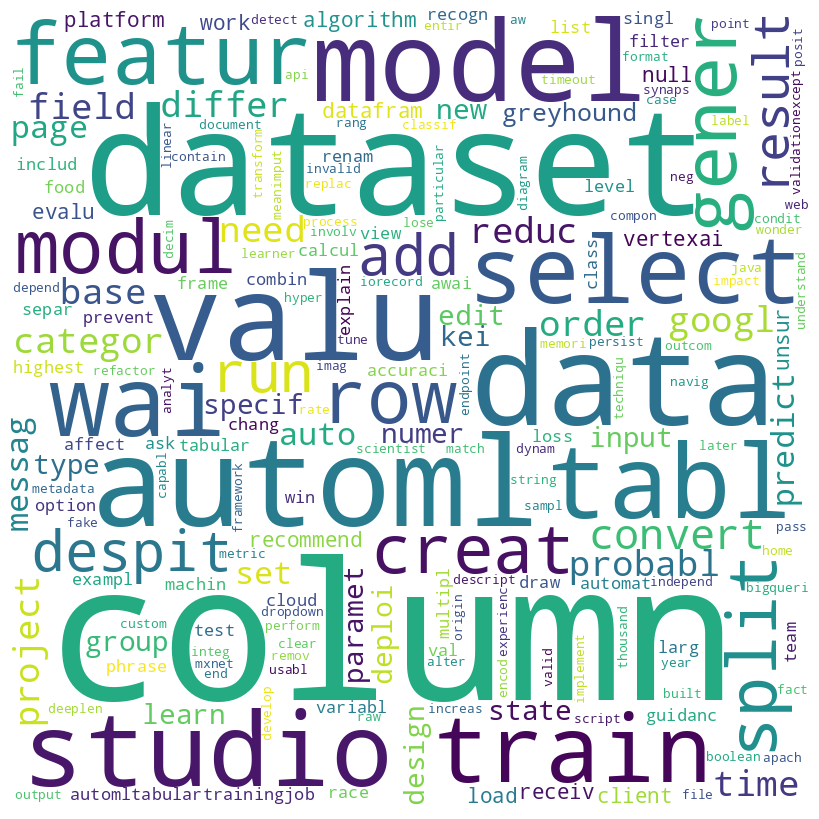 platform work detect algorithm recogn entir aw list singl point posit
featur model filter format gener result
fail api timeout null synaps case
field differ datafram new greyhound
page document rang classif label validationexcept
dataset
includ linear contain transform invalid renam replac meanimput particular diagram level neg web
food evalu decim process lose involv view compon condit wonder
modul need calcul add reduc vertexai java impact understand
learner frame combin iorecord awai explain class
depend base separ prevent hyper valu select edit order googl
categor kei unsur
highest refactor run tune imag accuraci memori persist outcom
analyt wai specif row endpoint techniqu navig data predict
affect chang auto numer loss input later
messag type ask tabular scientist match dynam
metadata capabl automl string tabl
option fake framework win sampl pass
despit recommend creat convert
metric probabl home
exampl machin set descript draw automat independ bigqueri
project cloud dropdown paramet deploi multipl origin experienc split
custom test perform column
group integ clear val larg team
phrase mxnet remov usabl alter encod valid implement thousand year fact
end built
deeplen learn develop variabl raw design increas state script guidanc
studio train
boolean apach
output automltabulartrainingjob race load receiv client file time